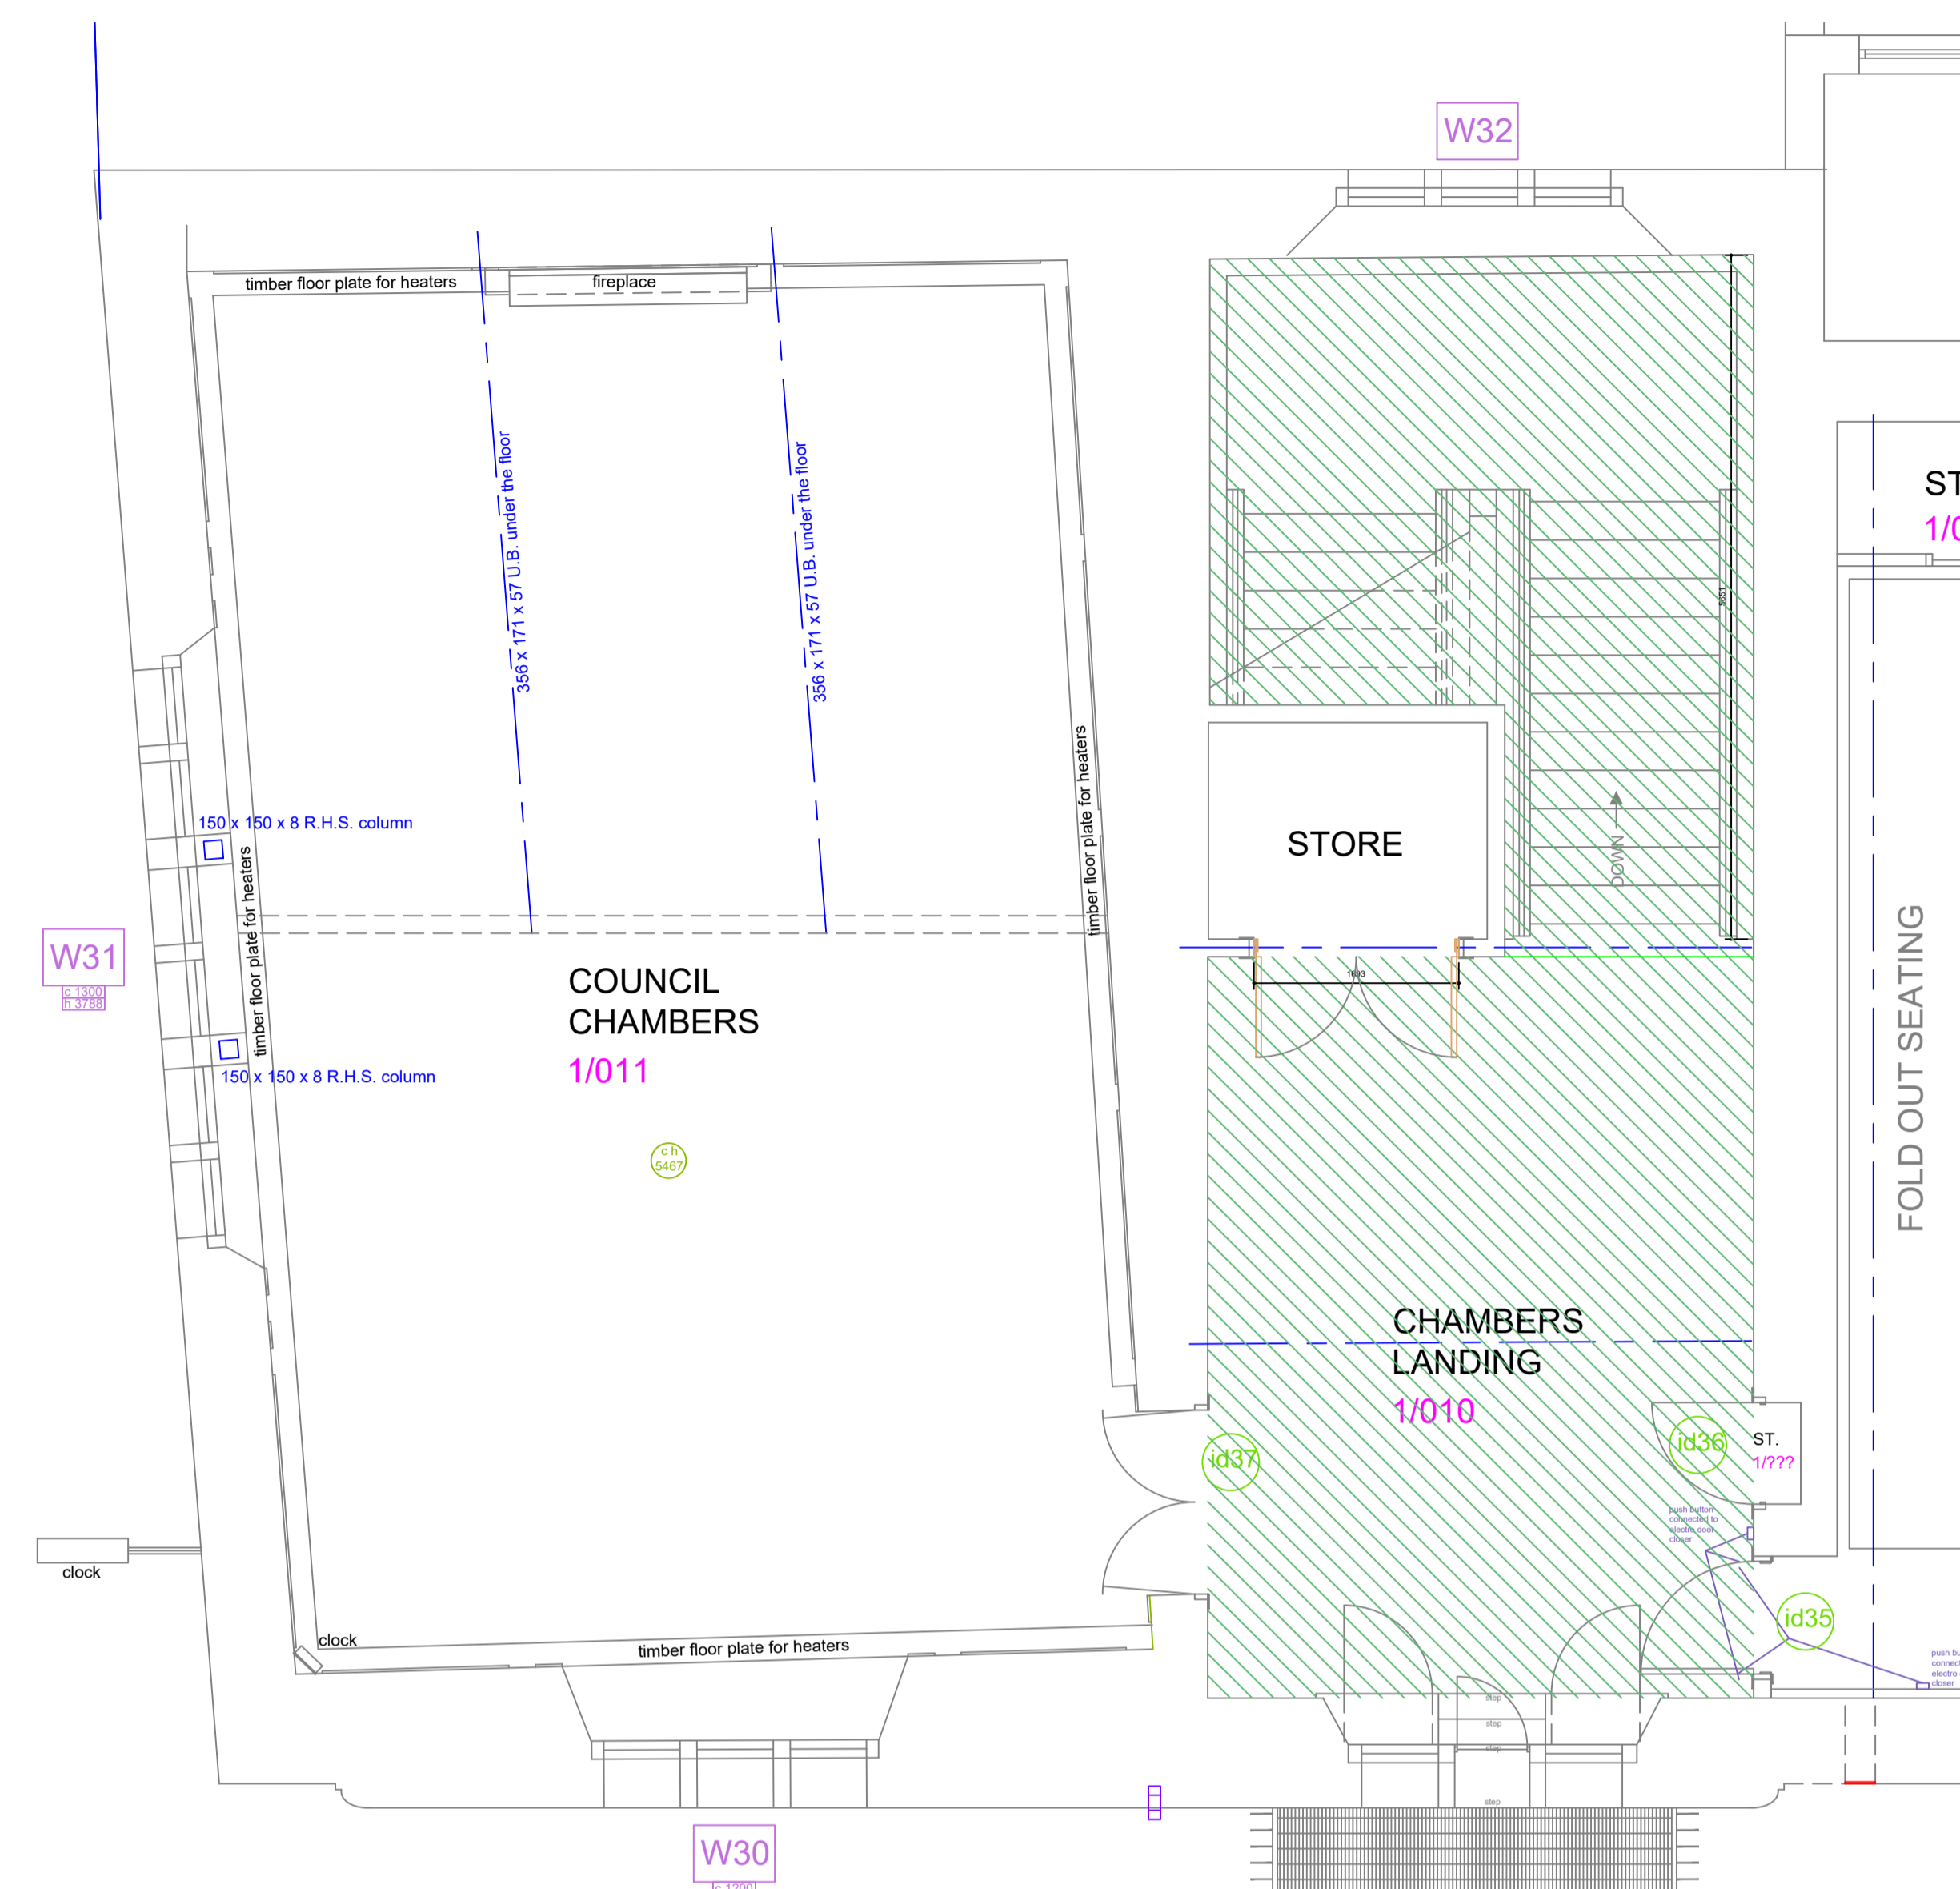 W32
timber floor plate for heaters
fireplace
356 x 171 x 57 U.B. under the floor
356 x 171 x 57 U.B. under the floor
5651
FOLD OUT SEATING
150 x 150 x 8 R.H.S. column
timber floor plate for heaters
timber floor plate for heaters
STORE
DOWN
W31
c 1300
h 3788
COUNCIL
CHAMBERS
1/011
150 x 150 x 8 R.H.S. column
1693
c h
5467
CHAMBERS
LANDING
1/010
id37
id36
ST.
1/???
push button
connected to
electro door
closer
clock
id35
clock
timber floor plate for heaters
closer
step
step
step
step
W30
c 1200